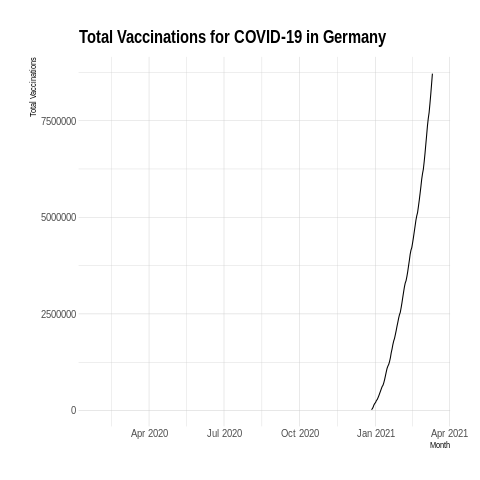 Total Vaccinations for COVID-19 in Germany
Total Vaccinations
7500000
5000000
2500000
0
Apr 2020 Jul 2020 Oct 2020 Jan 2021 Apr 2021
Month